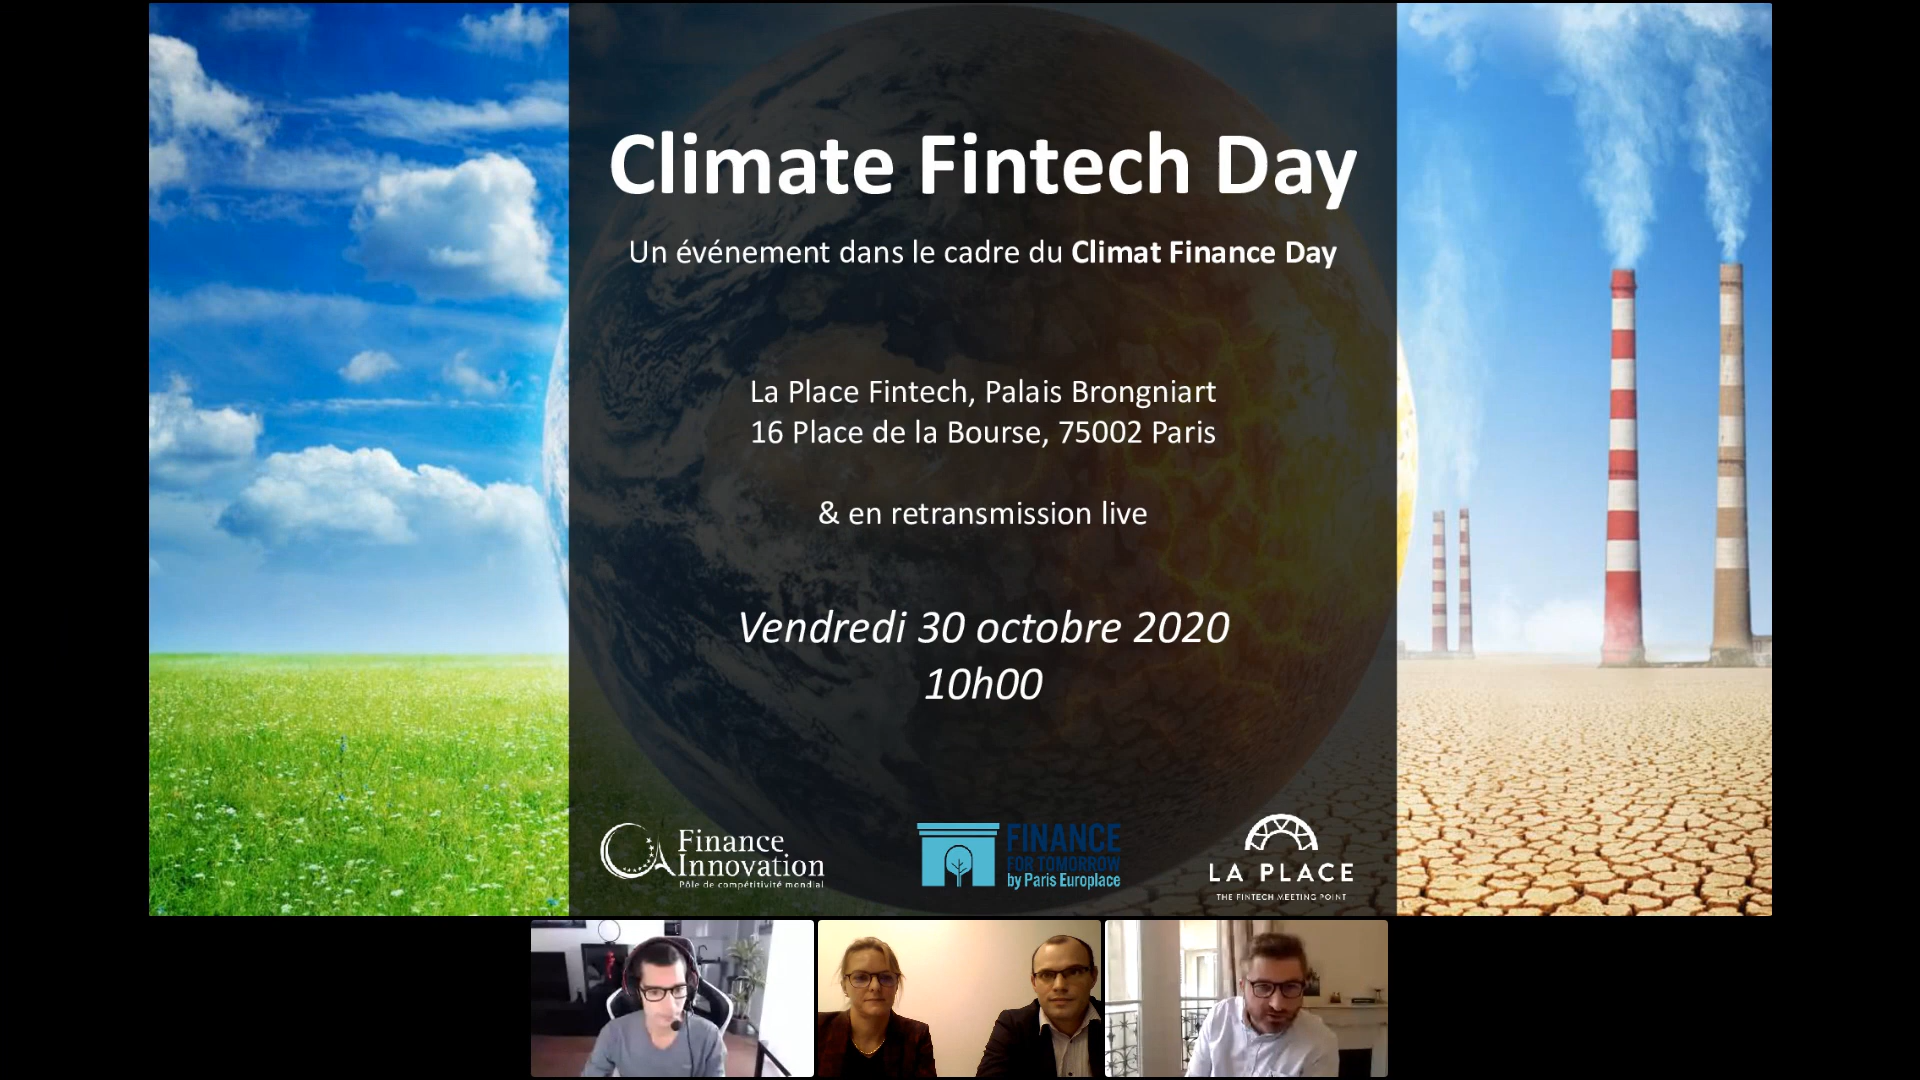 Climate Fintech Day
Un événement dans le cadre du Climat Finance Day
La Place Fintech, Palais Brongniart
16 Place de la Bourse, 75002 Paris
& en retransmission live
Vendredi 30 octobre 2020
10h00
Finance
Innovation
Pôle de compétitivité mondial
FINANCE
FOR TOMORROW
by Paris Europlace
LA PLACE
THE FINTECH MEETING POINT